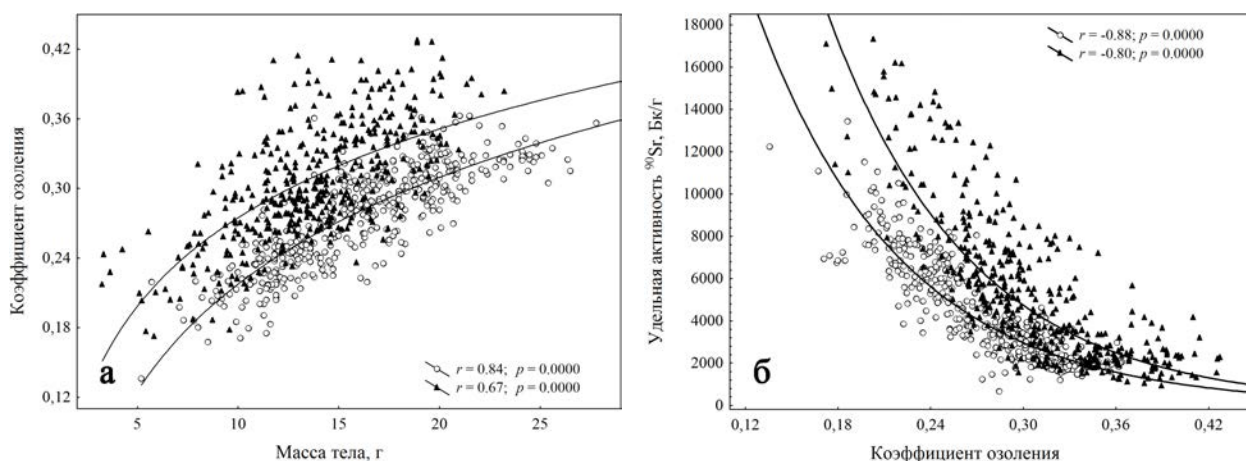 0,42
0,36
0,30
0,24
0,18
0,12
Коэффициент озоления
5
10
15
20
25
Масса тела, г
а
r = 0.84; p = 0.0000
r = 0.67; p = 0.0000
18000
16000
14000
12000
10000
8000
6000
4000
2000
0
Удельная активность ⁹⁰Sr, Бк/г
0,12
0,18
0,24
0,30
0,36
0,42
Коэффициент озоления
б
r = -0.88; p = 0.0000
r = -0.80; p = 0.0000